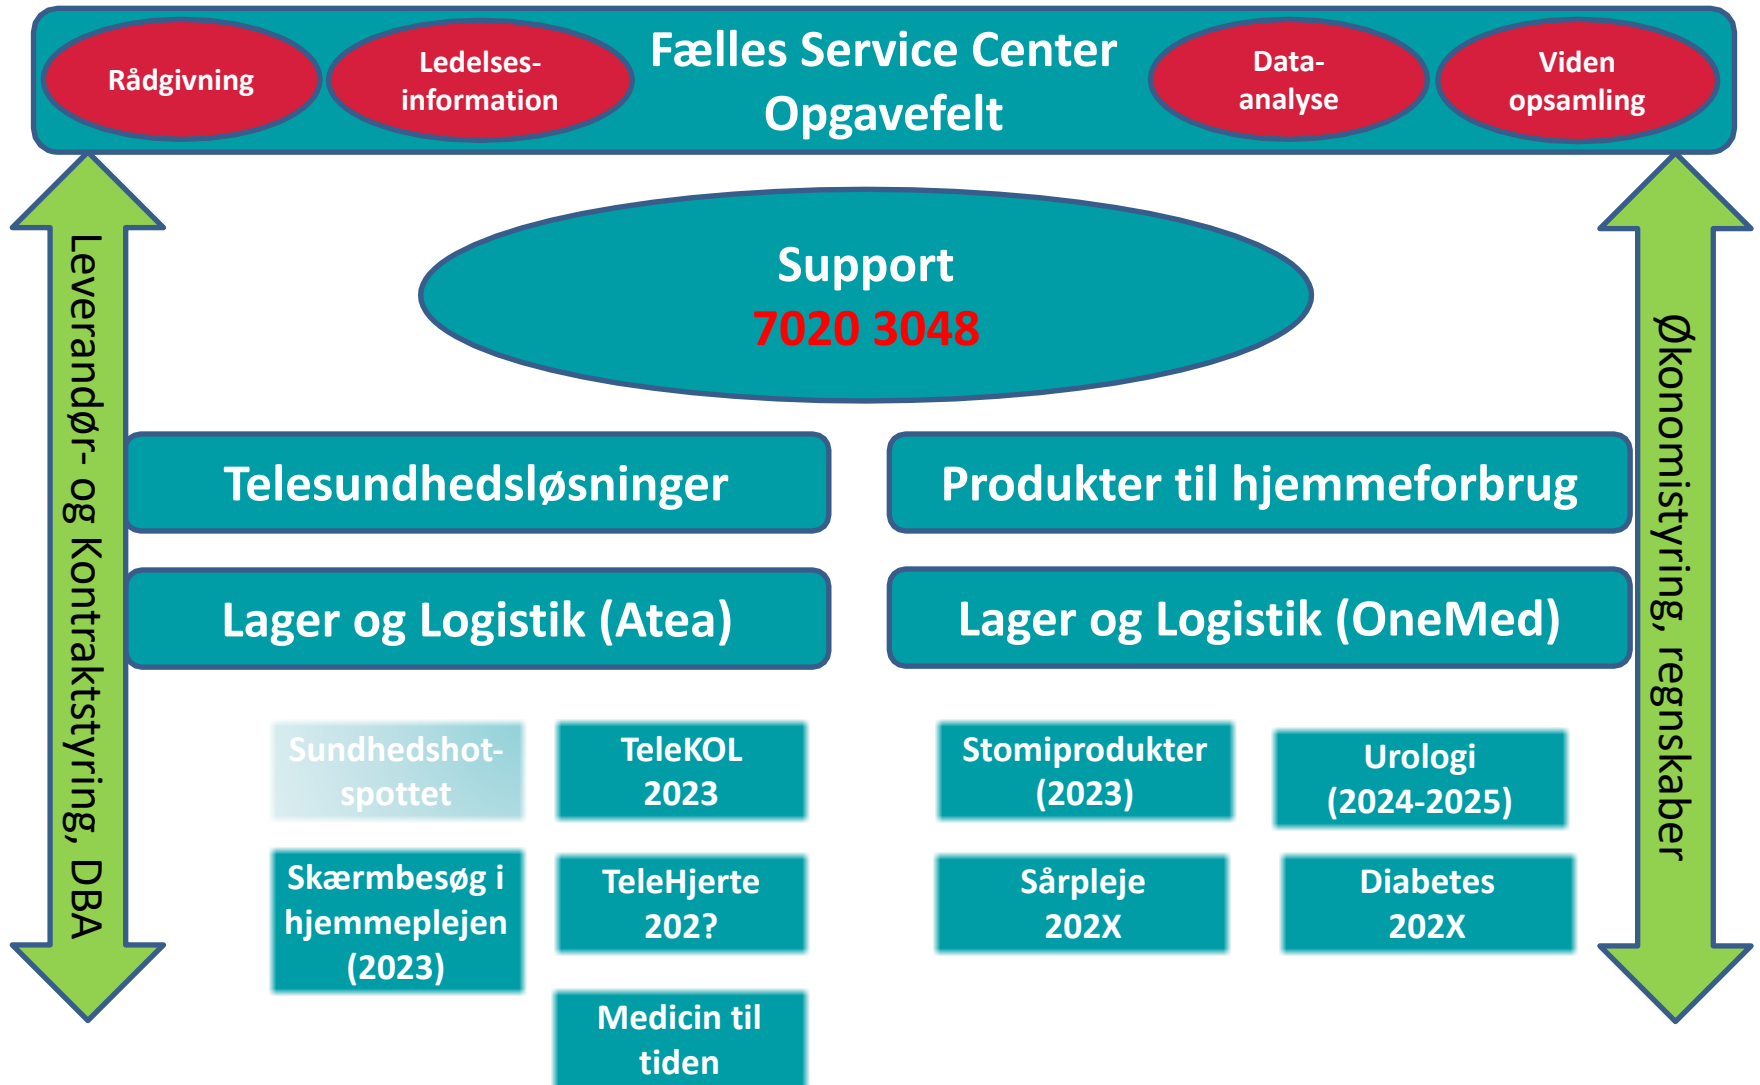 Fælles Service Center
Opgavefelt
Rådgivning
Ledelses-
information
Data-
analyse
Viden
opsamling
Support
7020 3048
Leverandør- og Kontraktstyring, DBA
Økonomistyring, regnskaber
Telesundhedsløsninger
Produkter til hjemmeforbrug
Lager og Logistik (Atea)
Lager og Logistik (OneMed)
Sundhedshot-
spottet
TeleKOL
2023
Stomiprodukter
(2023)
Urologi
(2024-2025)
Skærmbesøg i
hjemmeplejen
(2023)
TeleHjerte
202?
Sårpleje
202X
Diabetes
202X
Medicin til
tiden